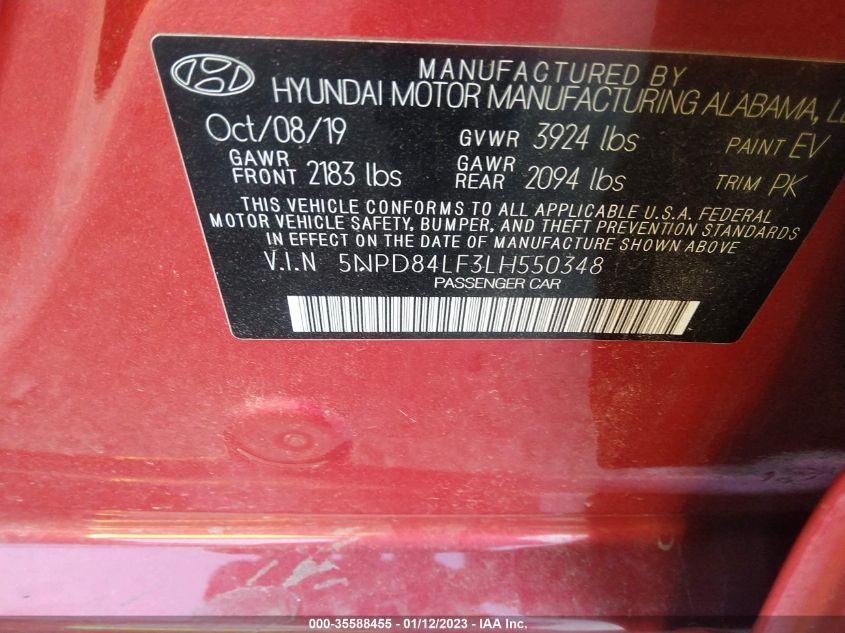 MANUFACTURED BY
HYUNDAI MOTOR MANUFACTURING ALABAMA,
Oct/08/19 GVWR 3924 lbs PAINT EV
GAWR FRONT 2183 lbs GAWR REAR 2094 lbs TRIM PK
THIS VEHICLE CONFORMS TO ALL APPLICABLE U.S.A. FEDERAL
MOTOR VEHICLE SAFETY, BUMPER, AND THEFT PREVENTION STANDARDS
IN EFFECT ON THE DATE OF MANUFACTURE SHOWN ABOVE
V.I.N 5NPD84LF3LH550348
PASSENGER CAR
000-35588455 - 01/12/2023 - IAA Inc.